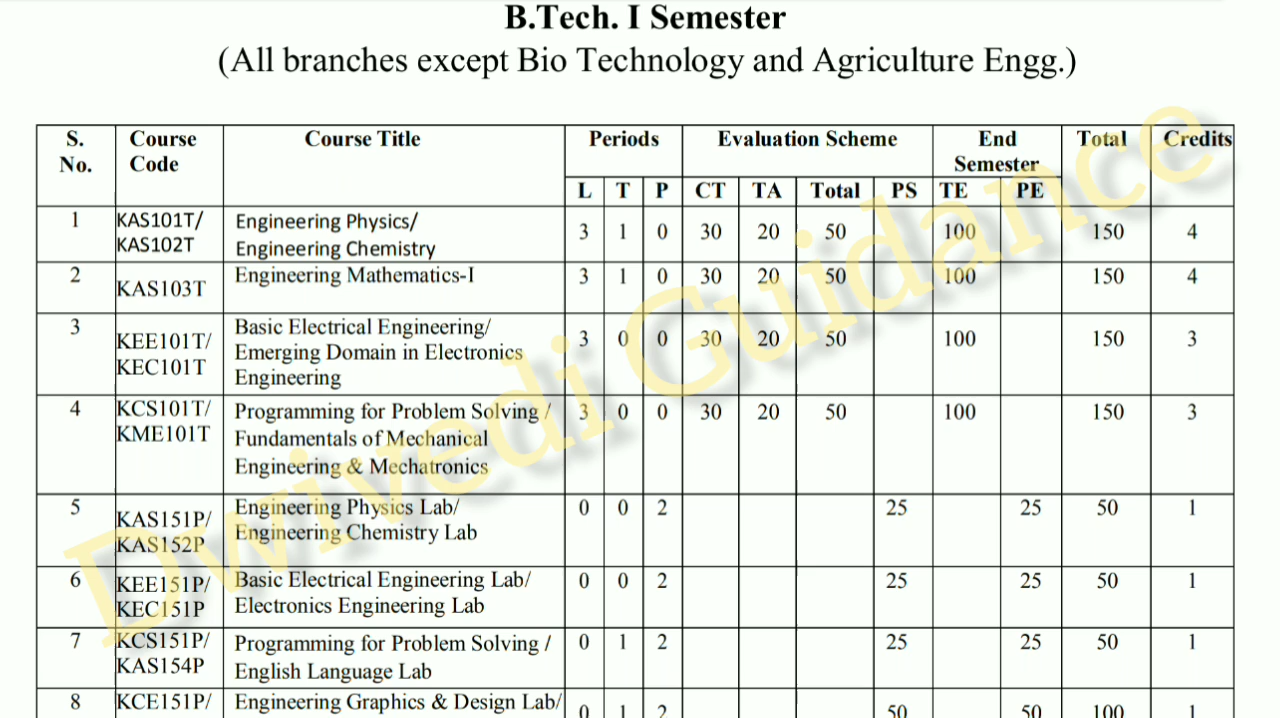 B.Tech. I Semester
(All branches except Bio Technology and Agriculture Engg.)
S. No. Course Code Course Title Periods Evaluation Scheme End Semester Total Credits
L T P CT TA Total PS TE PE
1 KAS101T/ Engineering Physics/ 3 1 0 30 20 50 100 150 4
KAS102T Engineering Chemistry
2 KAS103T Engineering Mathematics-I 3 1 0 30 20 50 100 150 4
3 KEE101T/ Basic Electrical Engineering/ 3 0 0 30 20 50 100 150 3
KEC101T Emerging Domain in Electronics
Engineering
4 KCS101T/ Programming for Problem Solving / 3 0 0 30 20 50 100 150 3
KME101T Fundamentals of Mechanical
Engineering & Mechatronics
5 KAS151P/ Engineering Physics Lab/ 0 0 2 25 25 50 1
KAS152P Engineering Chemistry Lab
6 KEE151P/ Basic Electrical Engineering Lab/ 0 0 2 25 25 50 1
KEC151P Electronics Engineering Lab
7 KCS151P/ Programming for Problem Solving / 0 1 2 25 25 50 1
KAS154P English Language Lab
8 KCE151P/ Engineering Graphics & Design Lab/ 0 1 2 50 50 100 1
Dwivedi Guidance